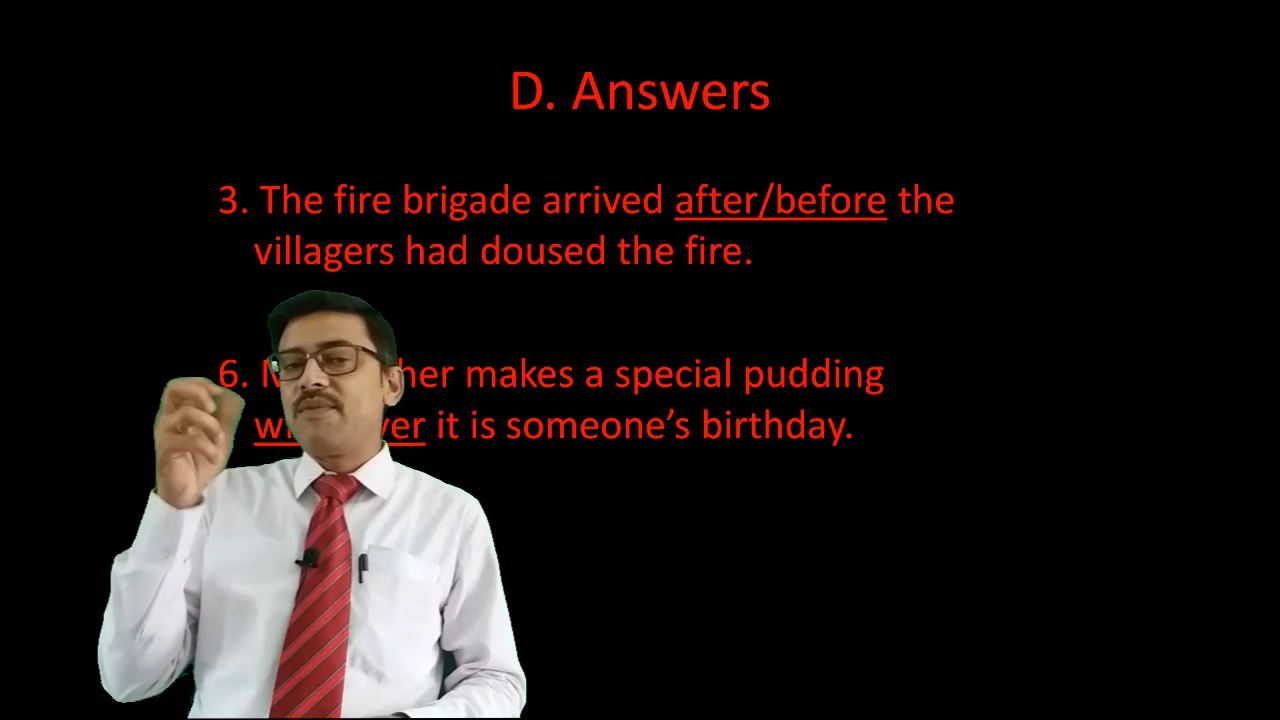 D. Answers
3. The fire brigade arrived after/before the
villagers had doused the fire.
6. makes a special pudding
it is someone's birthday.